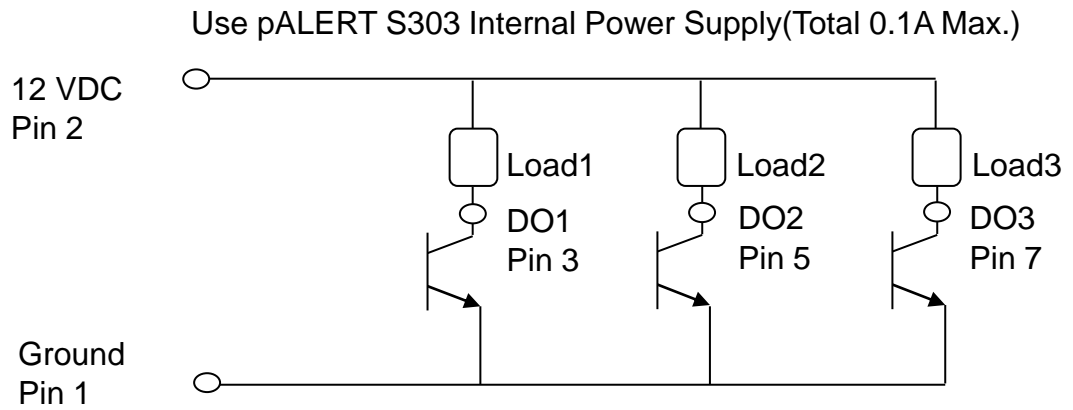 Use pALERT S303 Internal Power Supply(Total 0.1A Max.)
12 VDC
Pin 2
Load1
Load2
Load3
DO1
Pin 3
DO2
Pin 5
DO3
Pin 7
Ground
Pin 1